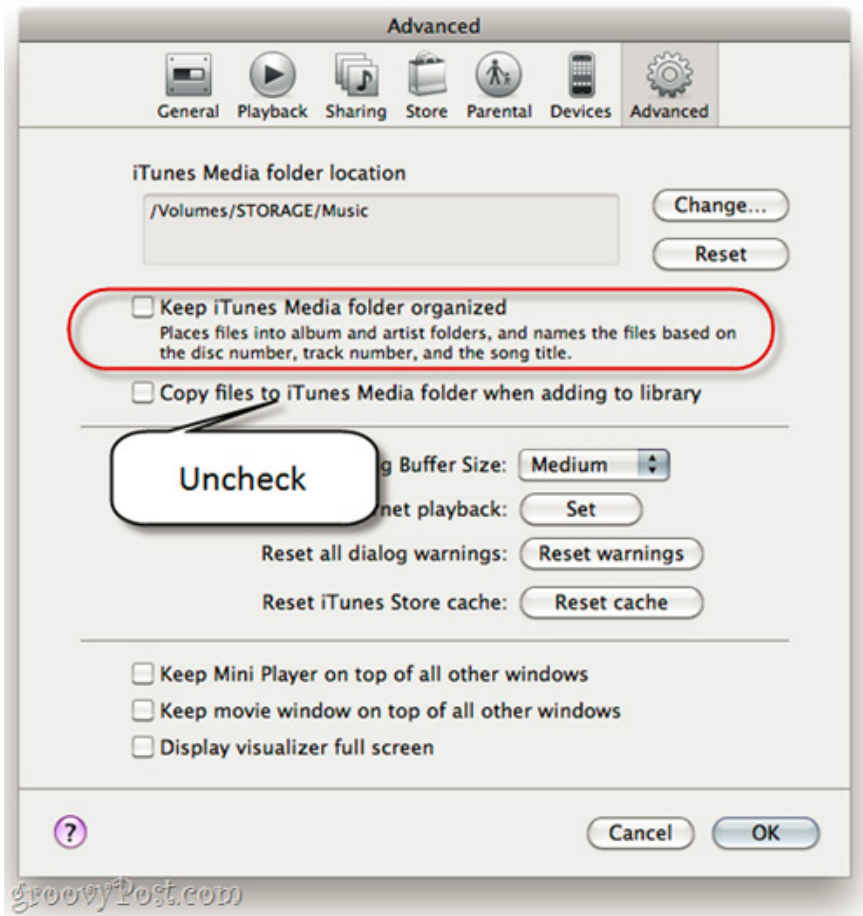 Advanced
General Playback Sharing Store Parental Devices Advanced
iTunes Media folder location
/Volumes/STORAGE/Music
Change...
Reset
Keep iTunes Media folder organized
Places files into album and artist folders, and names the files based on
the disc number, track number, and the song title.
Copy files to iTunes Media folder when adding to library
Uncheck
Buffer Size: Medium
playback: Set
Reset all dialog warnings: Reset warnings
Reset iTunes Store cache: Reset cache
Keep Mini Player on top of all other windows
Keep movie window on top of all other windows
Display visualizer full screen
?
Cancel OK
groovyPost.com